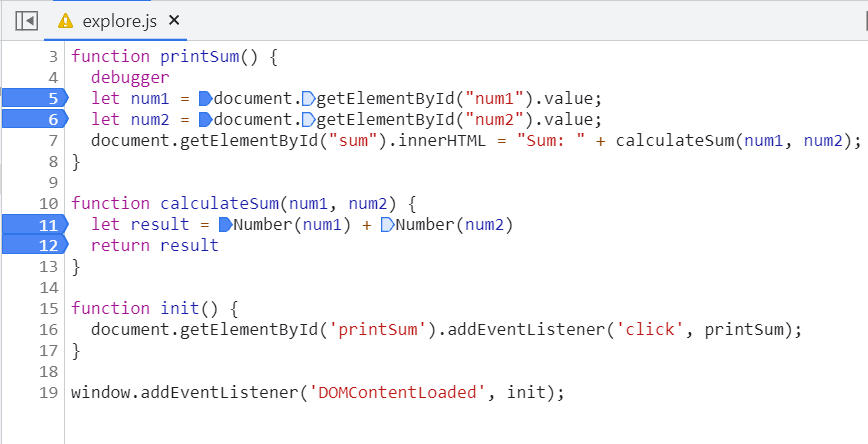 explore.js
3 function printSum() {
4 debugger
5 let num1 = document.getElementById("num1").value;
6 let num2 = document.getElementById("num2").value;
7 document.getElementById("sum").innerHTML = "Sum: " + calculateSum(num1, num2);
8 }
9
10 function calculateSum(num1, num2) {
11 let result = Number(num1) + Number(num2)
12 return result
13 }
14
15 function init() {
16 document.getElementById('printSum').addEventListener('click', printSum);
17 }
18
19 window.addEventListener('DOMContentLoaded', init);